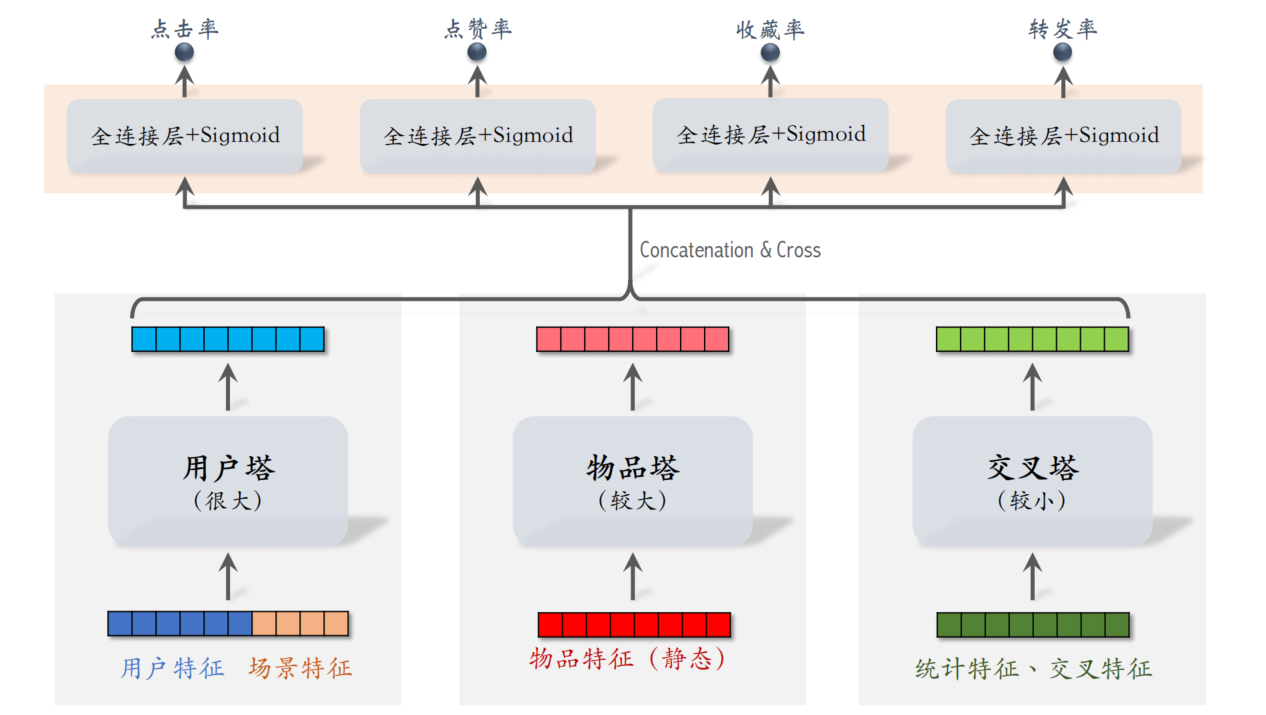 点击率 点赞率 收藏率 转发率
全连接层+Sigmoid 全连接层+Sigmoid 全连接层+Sigmoid 全连接层+Sigmoid
Concatenation & Cross
用户塔 物品塔 交叉塔
(很大) (较大) (较小)
用户特征 场景特征 物品特征(静态) 统计特征、交叉特征